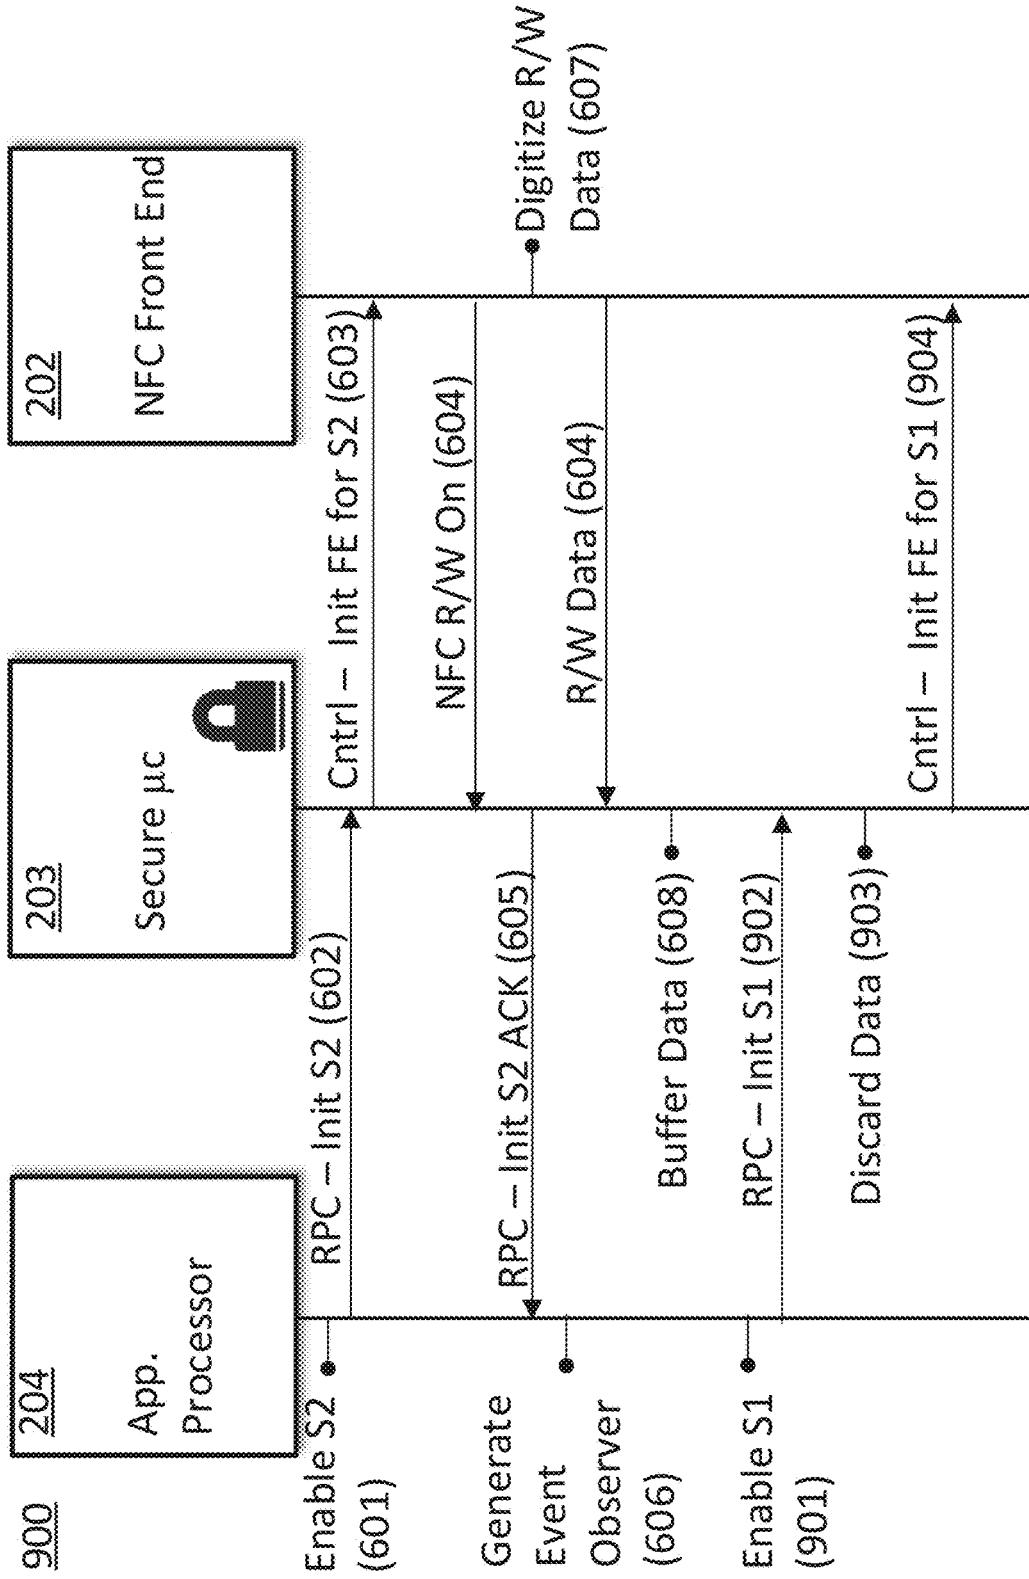 900
204
App.
Processor
203
Secure µc
202
NFC Front End
Enable S2
(601)
RPC – Init S2 (602)
Cntrl – Init FE for S2 (603)
NFC R/W On (604)
Generate
Event
Observer
(606)
RPC – Init S2 ACK (605)
Digitize R/W
Data (607)
R/W Data (604)
Buffer Data (608)
Enable S1
(901)
RPC – Init S1 (902)
Discard Data (903)
Cntrl – Init FE for S1 (904)